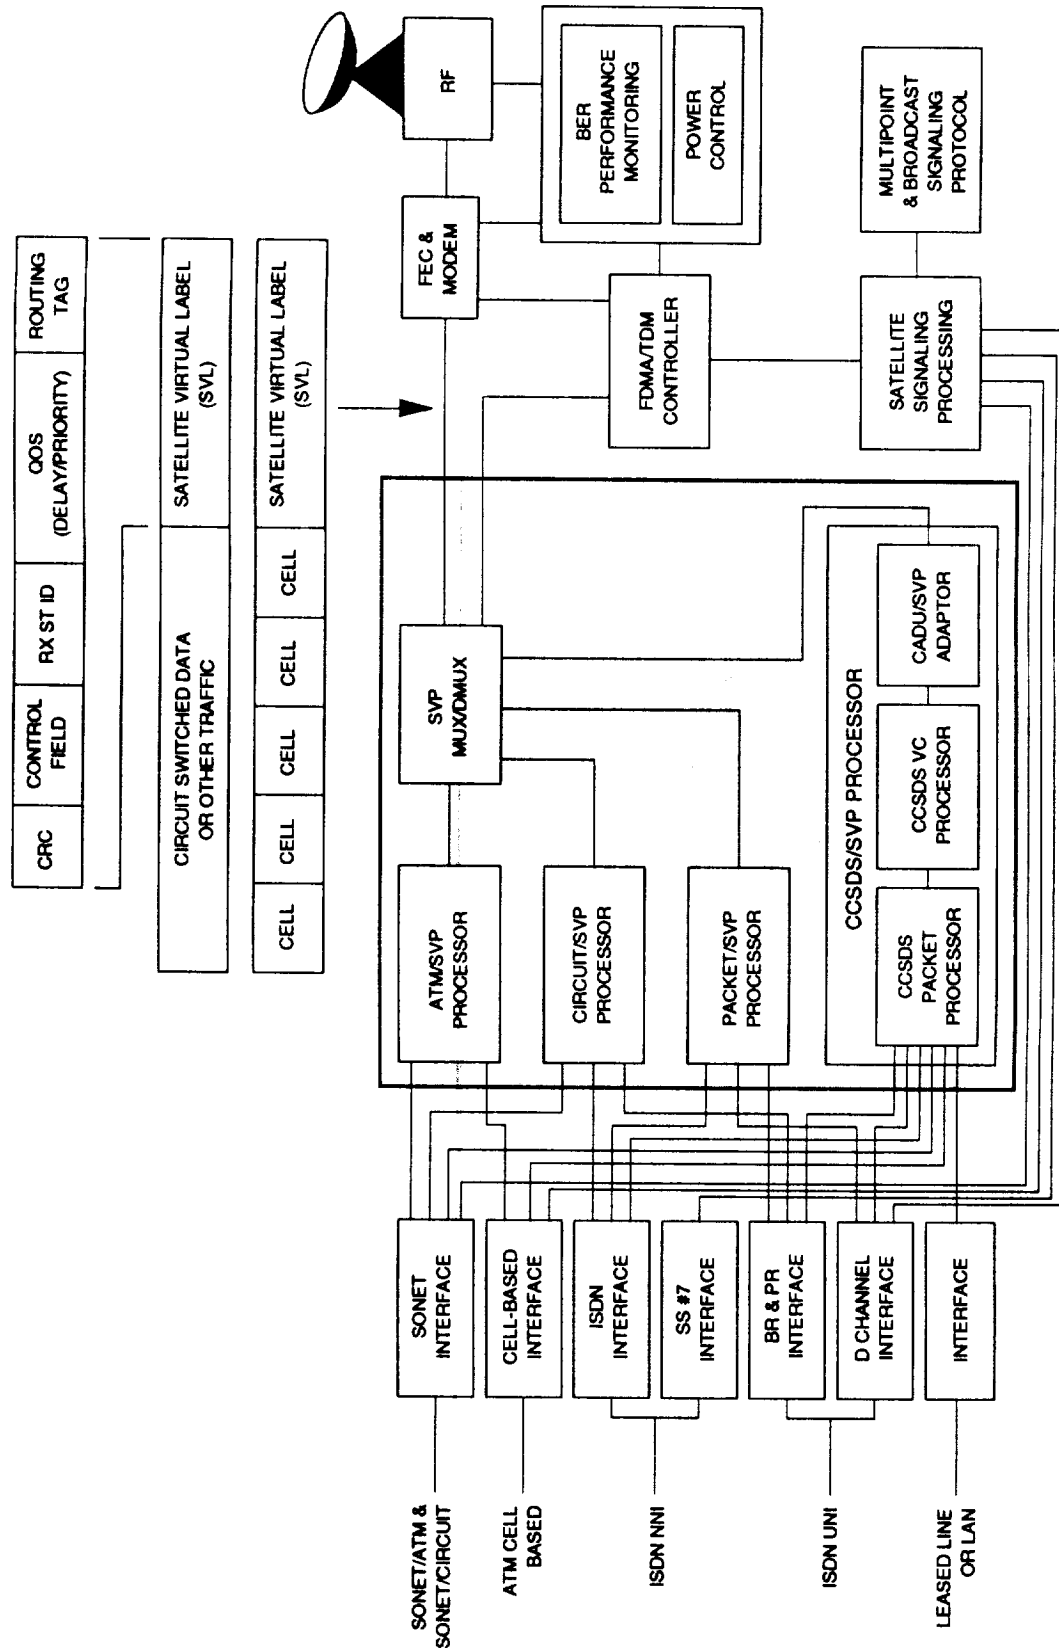 CRC
CONTROL
FIELD
RX ST ID
QOS
(DELAY/PRIORITY)
ROUTING
TAG
CIRCUIT SWITCHED DATA
OR OTHER TRAFFIC
SATELLITE VIRTUAL LABEL
(SVL)
CELL
CELL
CELL
CELL
CELL
SATELLITE VIRTUAL LABEL
(SVL)
SONET/ATM &
SONET/CIRCUIT
ATM CELL
BASED
ISDN NNI
ISDN UNI
LEASED LINE
OR LAN
SONET
INTERFACE
CELL-BASED
INTERFACE
ISDN
INTERFACE
SS #7
INTERFACE
BR & PR
INTERFACE
D CHANNEL
INTERFACE
INTERFACE
ATM/SVP
PROCESSOR
CIRCUIT/SVP
PROCESSOR
PACKET/SVP
PROCESSOR
SVP
MUX/DMUX
CCSDS/SVP PROCESSOR
CCSDS
PACKET
PROCESSOR
CCSDS VC
PROCESSOR
CADU/SVP
ADAPTOR
FEC &
MODEM
RF
FDMA/TDM
CONTROLLER
BER
PERFORMANCE
MONITORING
POWER
CONTROL
SATELLITE
SIGNALING
PROCESSING
MULTIPOINT
& BROADCAST
SIGNALING
PROTOCOL